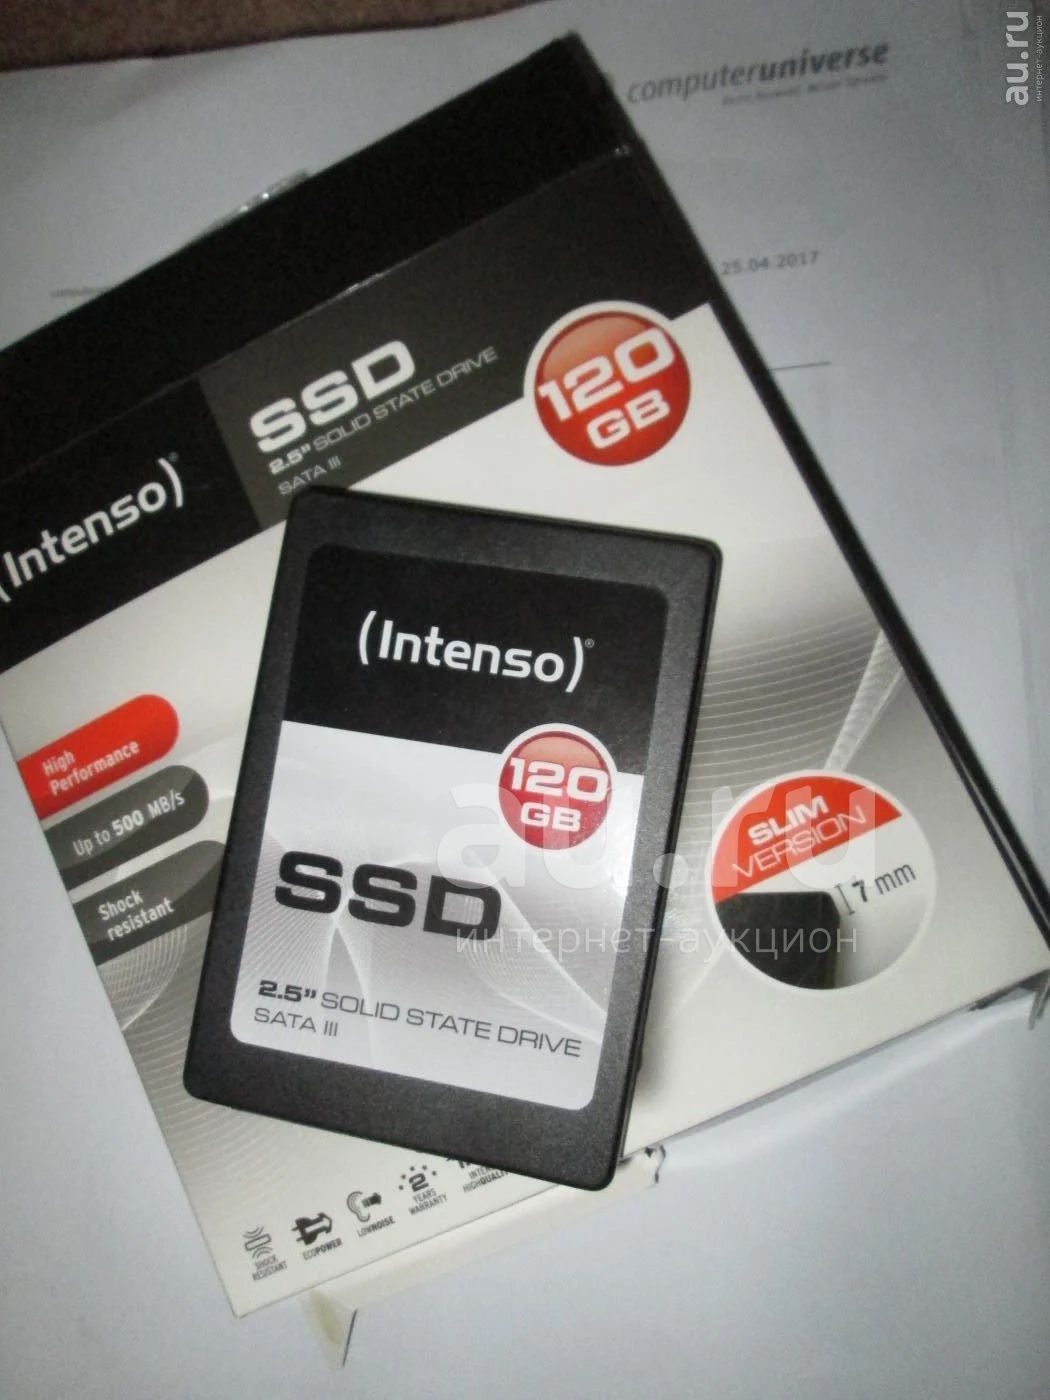 au.ru
интернет-аукцион
computeruniverse
25.04.2017
SSD
2.5" SOLID STATE DRIVE
SATA III
120
GB
(Intenso)®
(Intenso)®
120
GB
SSD
2.5" SOLID STATE DRIVE
SATA III
High
Performance
Up to 500 MB/s
Shock
resistant
SLIM
VERSION
7 mm
au.ru
интернет-аукцион
SHOCK
RESISTANT
ECOPOWER
LOWNOISE
2
YEARS
WARRANTY